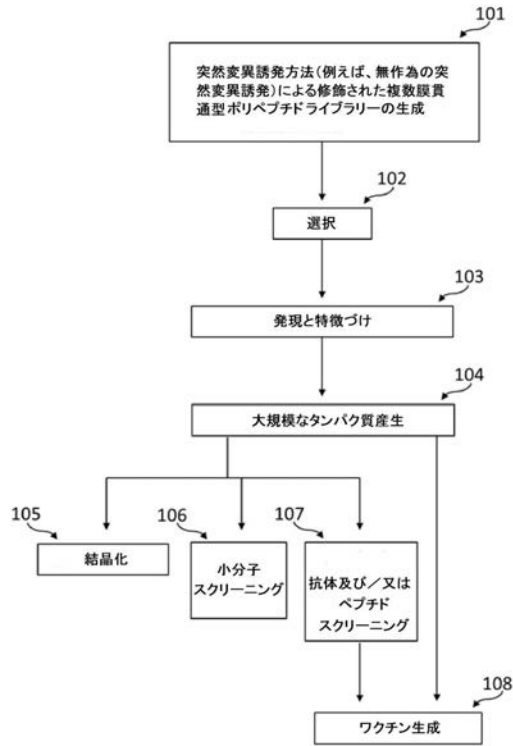 101
突然変異誘発方法(例えば、無作為の突
然変異誘発)による修飾された複数膜貫
通型ポリペプチドライブラリーの生成
102
選択
103
発現と特徴づけ
104
大規模なタンパク質産生
105
結晶化
106
小分子
スクリーニング
107
抗体及び/又は
ペプチド
スクリーニング
108
ワクチン生成